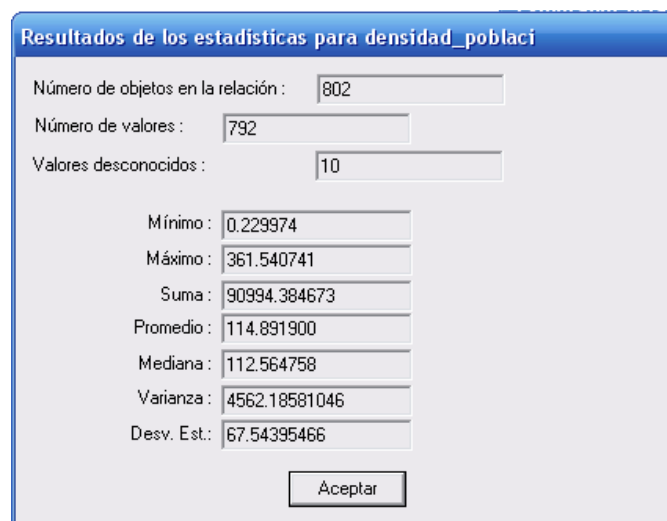 Resultados de los estadisticas para densidad_poblaci
Número de objetos en la relación : 802
Número de valores : 792
Valores desconocidos : 10
Mínimo : 0.229974
Máximo : 361.540741
Suma : 90994.384673
Promedio : 114.891900
Mediana : 112.564758
Varianza : 4562.18581046
Desv. Est.: 67.54395466
Aceptar